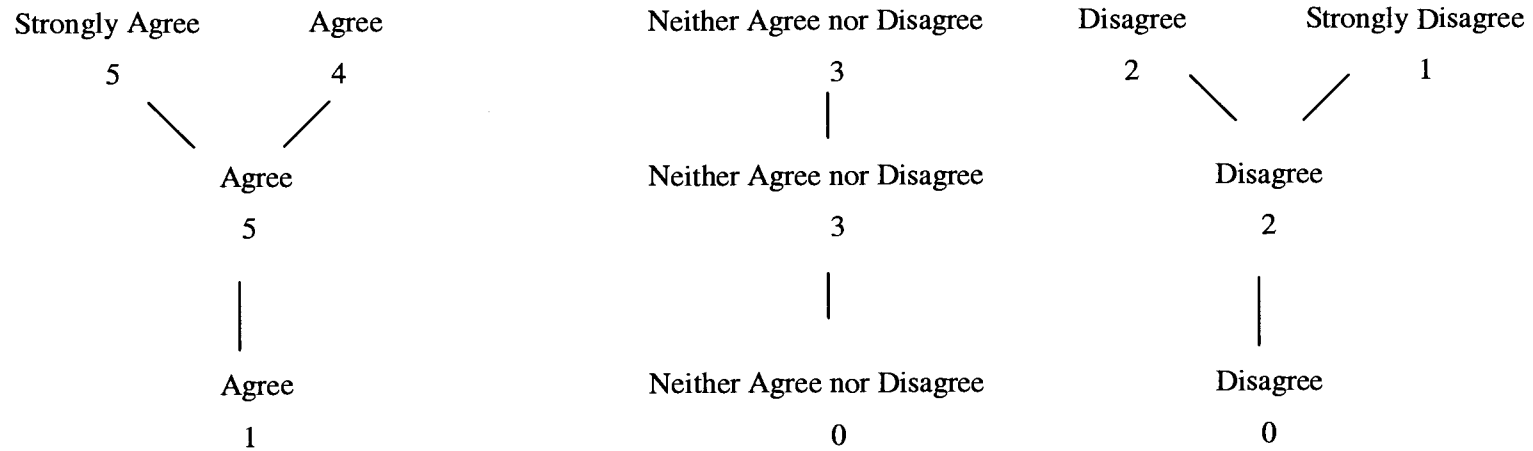 Strongly Agree Agree Neither Agree nor Disagree Disagree Strongly Disagree
5 4 3 2 1
Agree Neither Agree nor Disagree Disagree
5 3 2
Agree Neither Agree nor Disagree Disagree
1 0 0